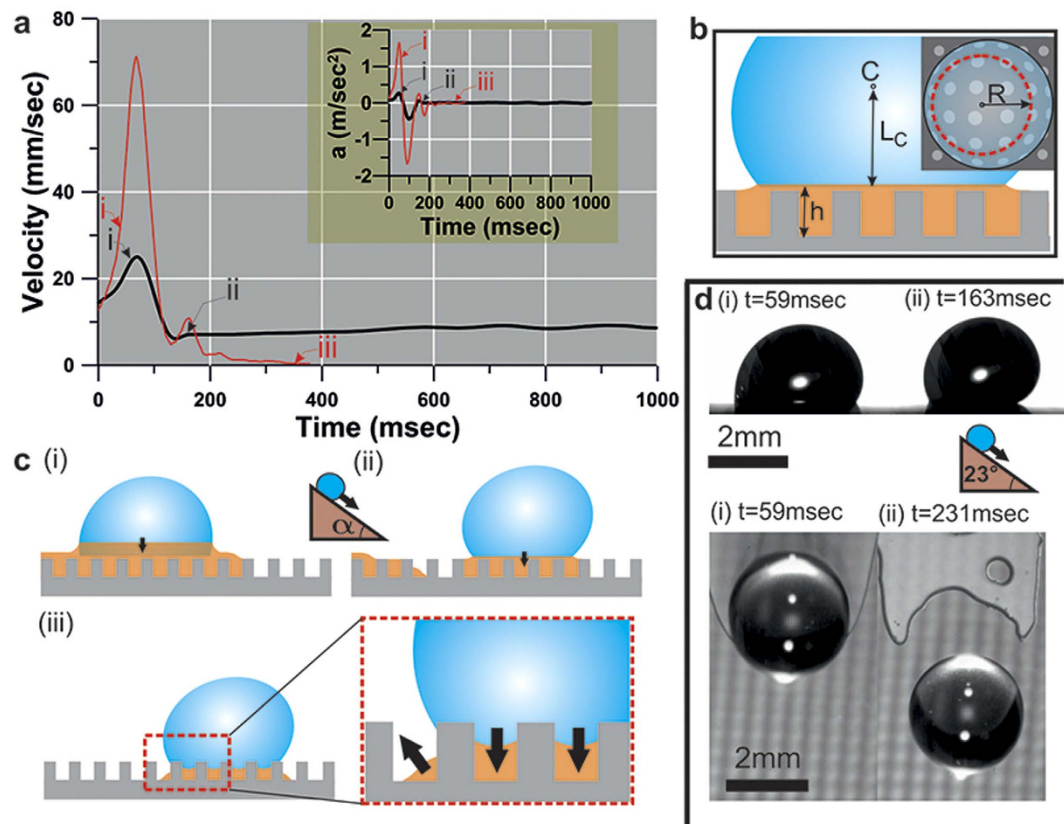 a
80
60
40
20
0
Velocity (mm/sec)
0 200 400 600 800 1000
Time (msec)
i
i
ii
iii
2
1
0
-1
-2
a (m/sec²)
i
i
ii
iii
0 200 400 600 800 1000
Time (msec)
b
C
L_C
R
h
c
(i)
α
(ii)
(iii)
d
(i) t=59msec (ii) t=163msec
2mm
23°
(i) t=59msec (ii) t=231msec
2mm